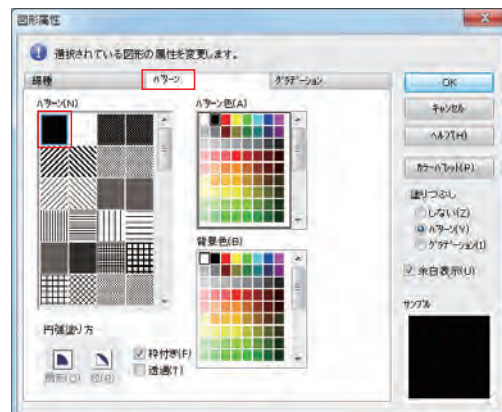 図形属性
選択されている図形の属性を変更します。
線種
パターン
グラデーション
パターン(N)
パターン色(A)
背景色(B)
円弧塗り方
扇形(O)
弦(R)
枠付き(F)
透過(T)
OK
キャンセル
ヘルプ(H)
カラーパレット(P)
塗りつぶし
しない(Z)
パターン(V)
グラデーション(I)
余白表示(U)
サンプル